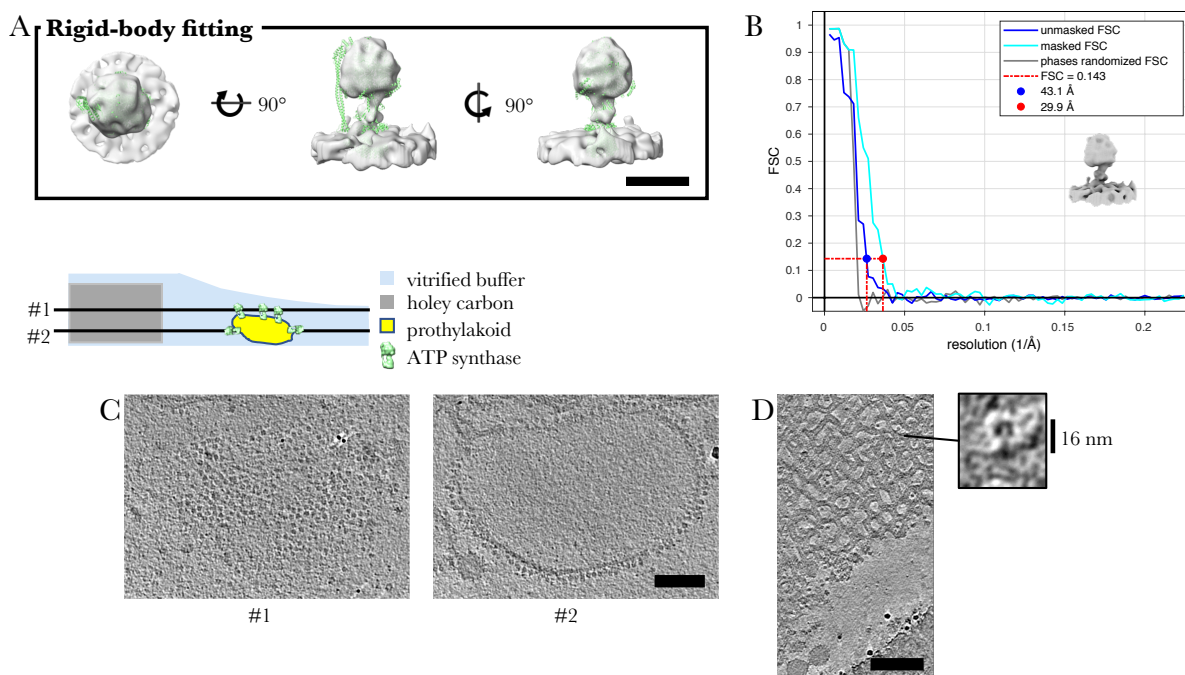 A
Rigid-body fitting
90°
90°
B
FSC
1
0.9
0.8
0.7
0.6
0.5
0.4
0.3
0.2
0.1
0
0
0.05
0.1
0.15
0.2
resolution (1/Å)
unmasked FSC
masked FSC
phases randomized FSC
FSC = 0.143
43.1 Å
29.9 Å
#1
#2
vitrified buffer
holey carbon
prothylakoid
ATP synthase
C
#1
#2
D
16 nm